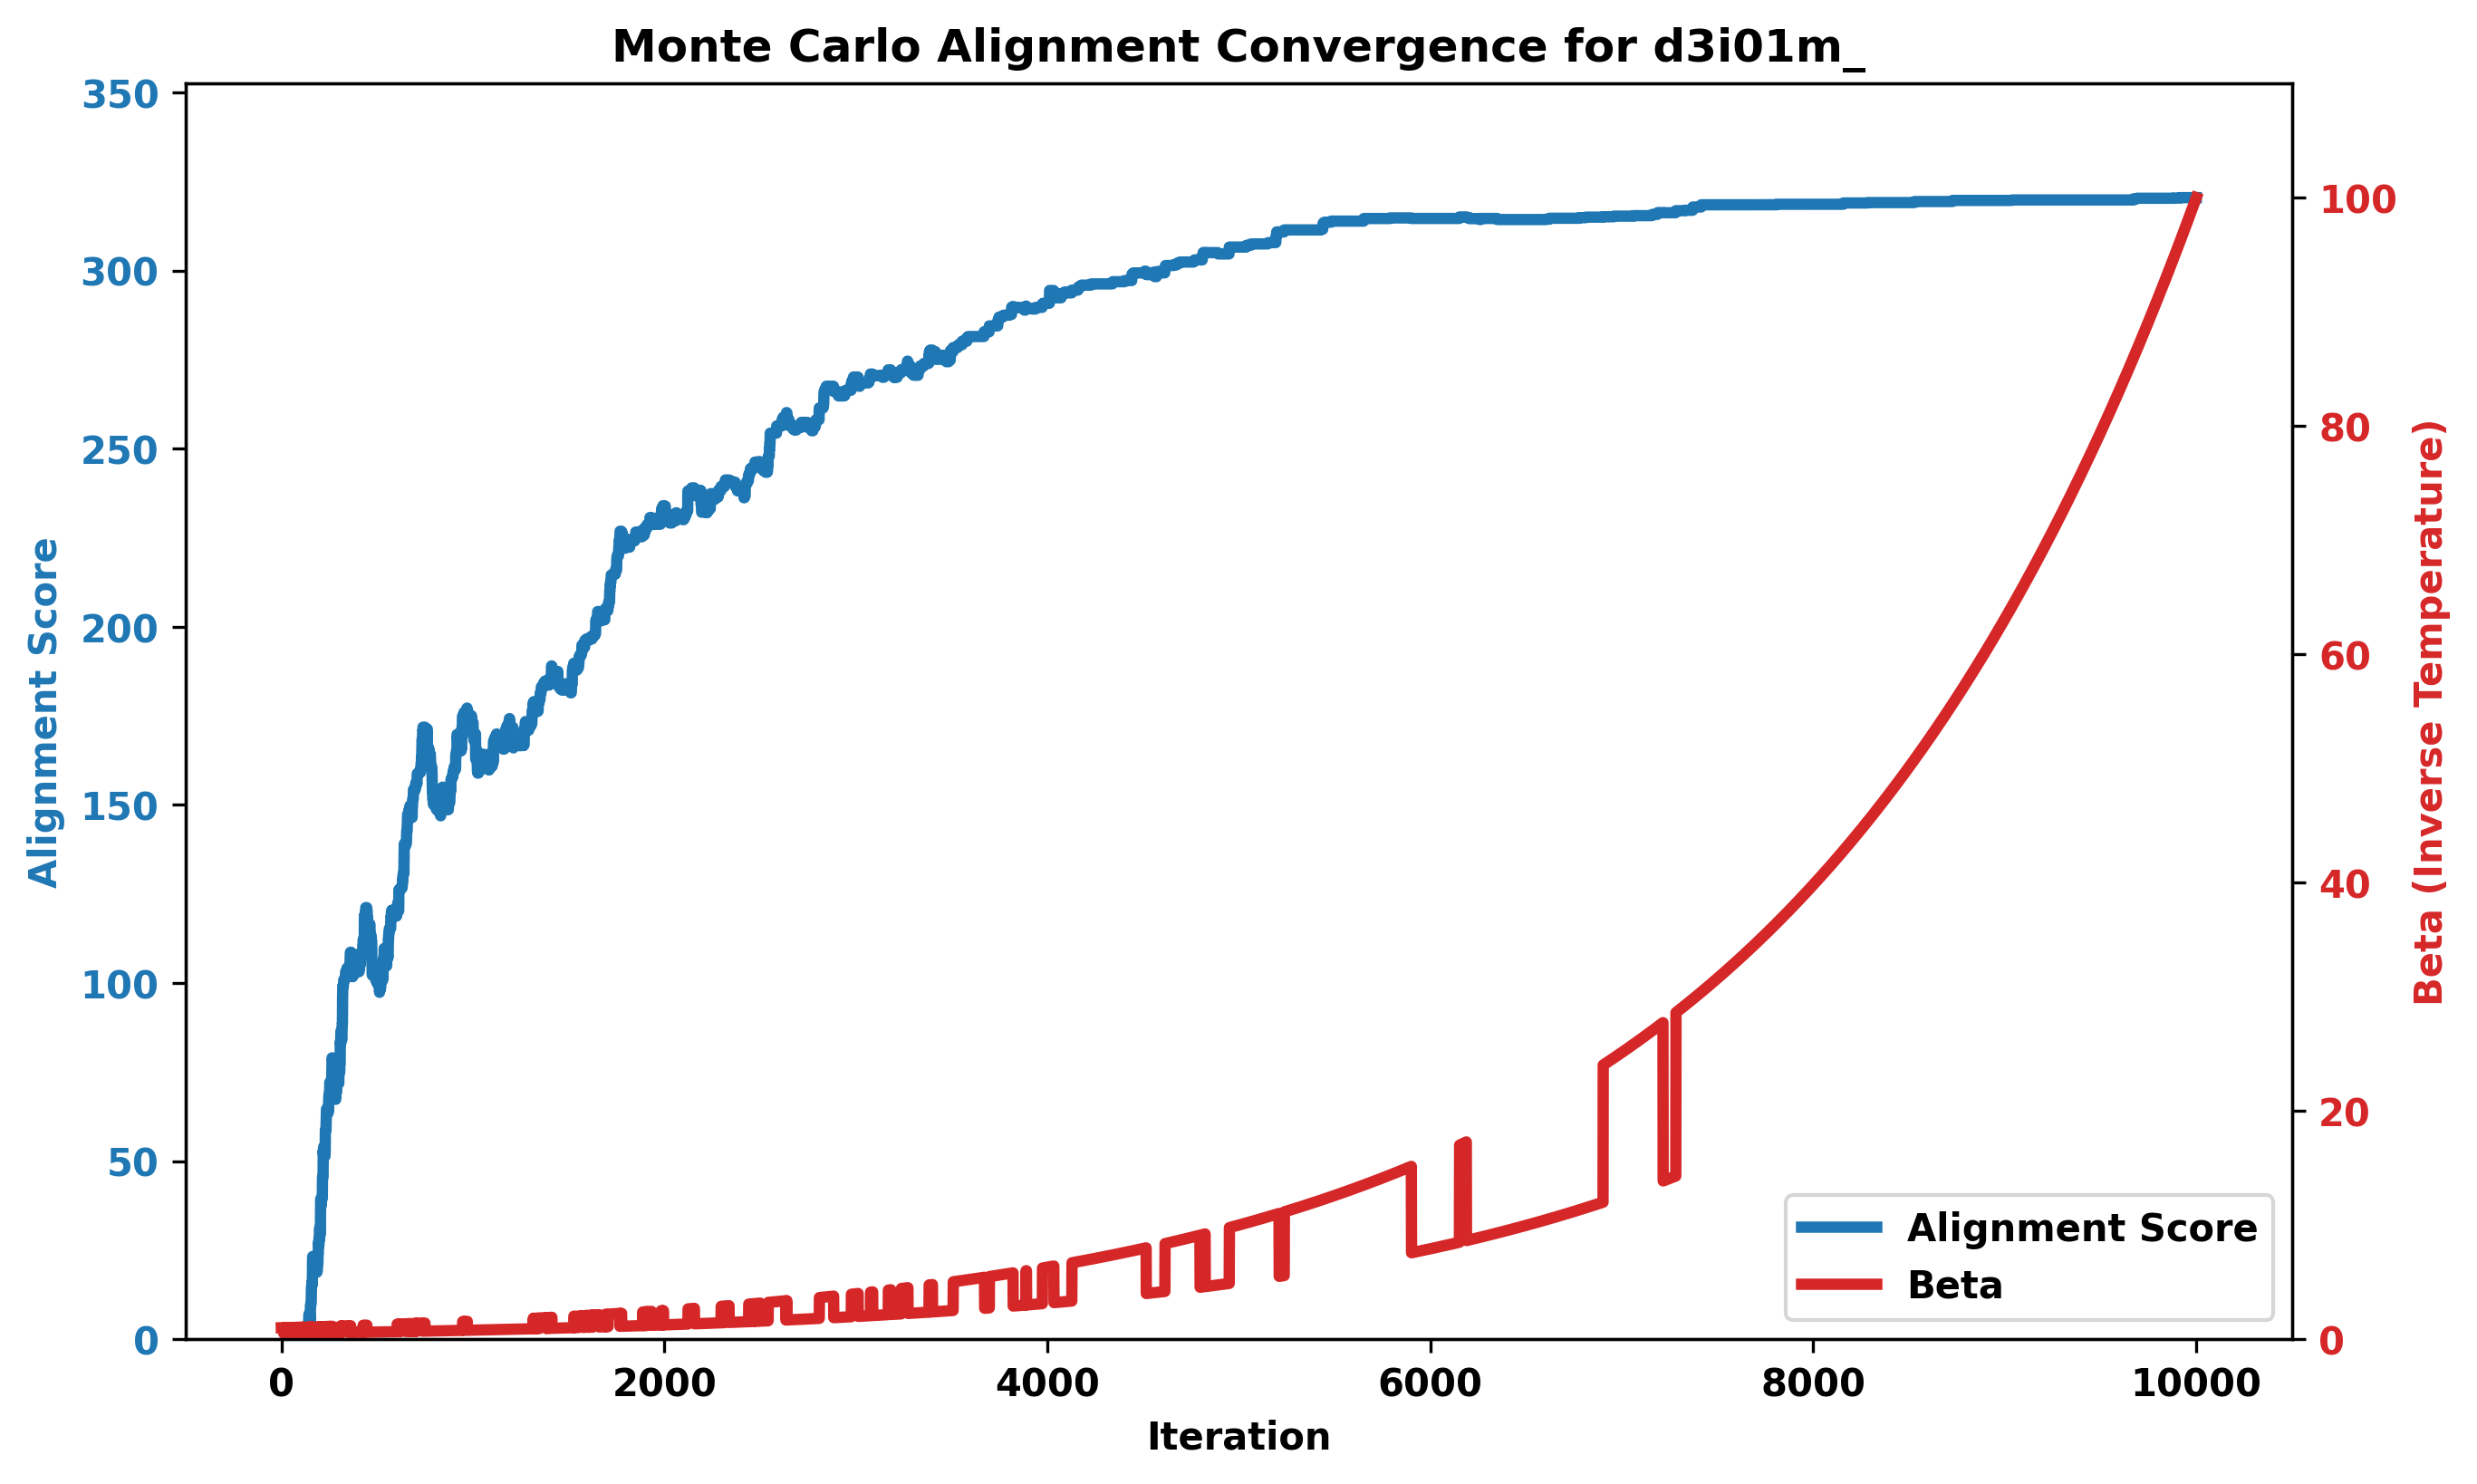 Monte Carlo Alignment Convergence for d3i01m_
350
300
250
200
150
100
50
0
Alignment Score
100
80
60
40
20
0
Beta (Inverse Temperature)
Alignment Score
Beta
0 2000 4000 6000 8000 10000
Iteration